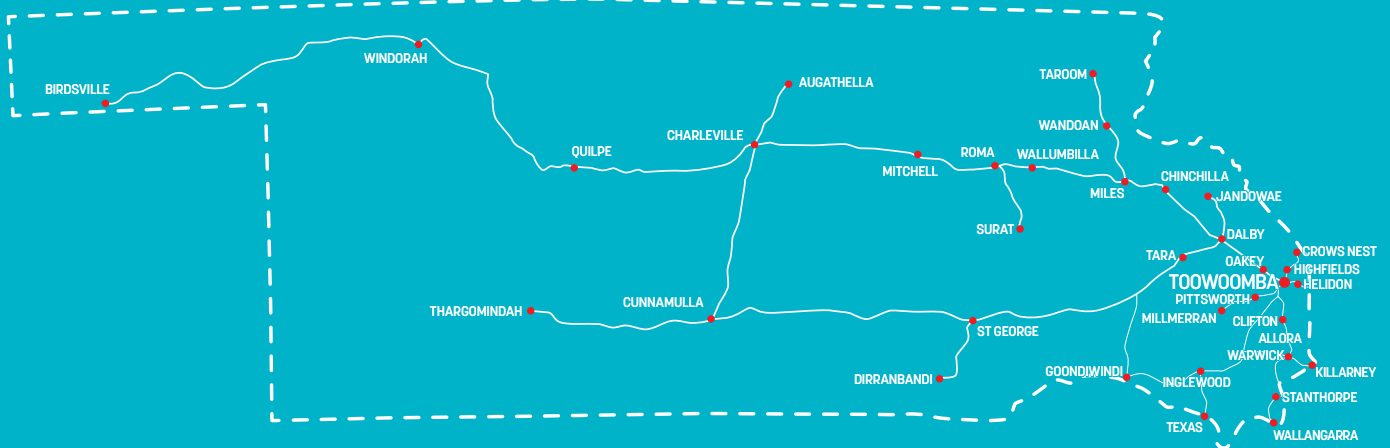 WINDORAH
BIRDSVILLE
TAROOM
AUGATHELLA
WANDOAN
CHARLEVILLE
QUILPE
ROMA
WALLUMBILLA
MITCHELL
CHINCHILLA
MILES
JANDOWAE
SURAT
DALBY
CROWS NEST
TARA
OAKEY
HIGHFIELDS
TOOWOOMBA
HELIDON
PITTSWORTH
CUNNAMULLA
THARGOMINDAH
MILLMERRAN
CLIFTON
ST GEORGE
ALLORA
WARWICK
GOONDIWINDI
KILLARNEY
DIRRANBANDI
INGLEWOOD
STANTHORPE
TEXAS
WALLANGARRA